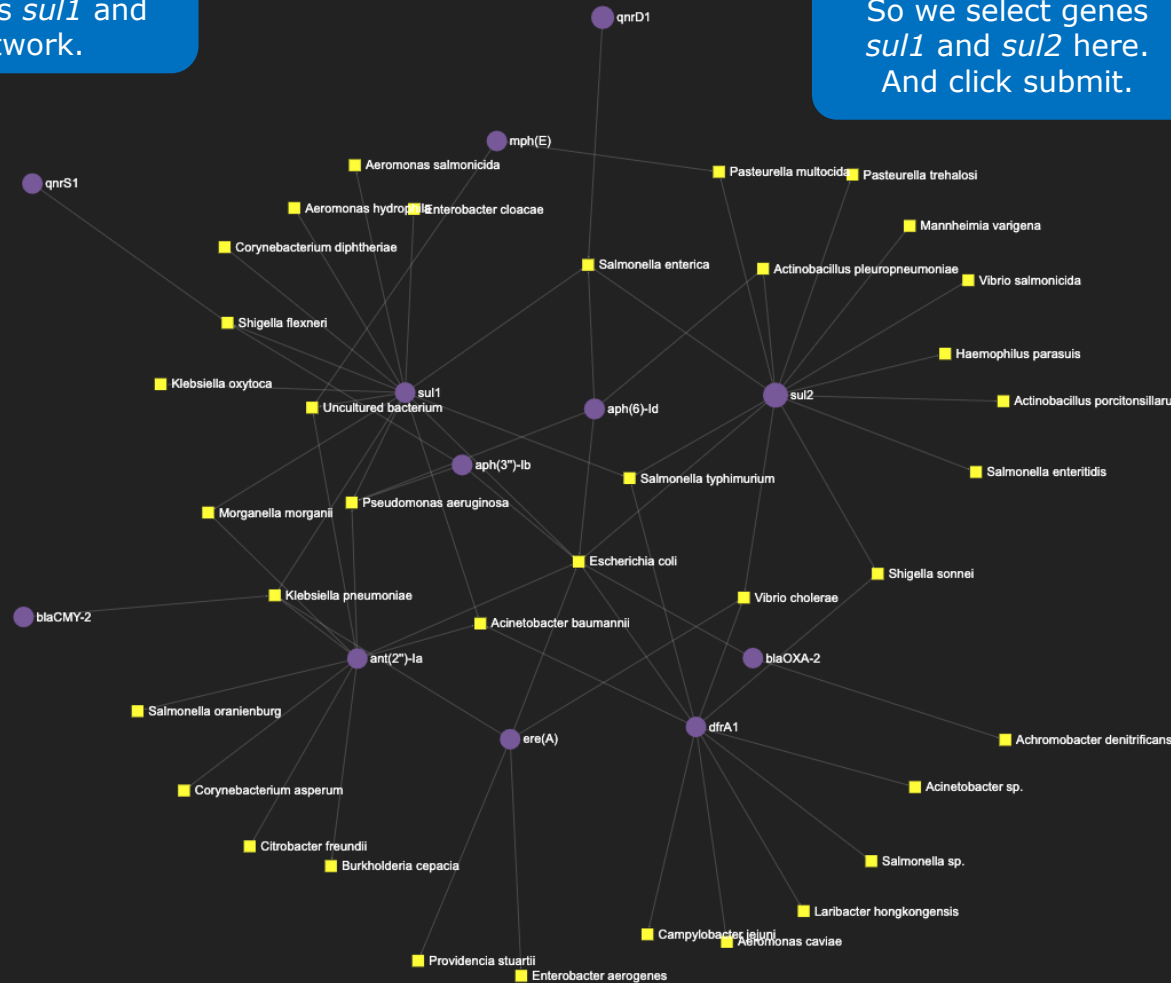 s sul1 and
twork.
So we select genes
sul1 and sul2 here.
And click submit.
qnrD1
mph(E)
Aeromonas salmonicida
Pasteurella multocida
Pasteurella trehalosi
qnrS1
Aeromonas hydrophila
Enterobacter cloacae
Mannheimia varigena
Corynebacterium diphtheriae
Salmonella enterica
Actinobacillus pleuropneumoniae
Vibrio salmonicida
Shigella flexneri
Haemophilus parasuis
Klebsiella oxytoca
sul1
sul2
Actinobacillus porcitonsillaru
Uncultured bacterium
aph(6)-Id
aph(3")-Ib
Salmonella enteritidis
Salmonella typhimurium
Pseudomonas aeruginosa
Morganella morganii
Escherichia coli
Shigella sonnei
Klebsiella pneumoniae
Vibrio cholerae
blaCMY-2
Acinetobacter baumannii
ant(2")-Ia
blaOXA-2
Salmonella oranienburg
dfrA1
ere(A)
Achromobacter denitrificans
Acinetobacter sp.
Corynebacterium asperum
Citrobacter freundii
Burkholderia cepacia
Salmonella sp.
Laribacter hongkongensis
Campylobacter jejuni
Aeromonas caviae
Providencia stuartii
Enterobacter aerogenes